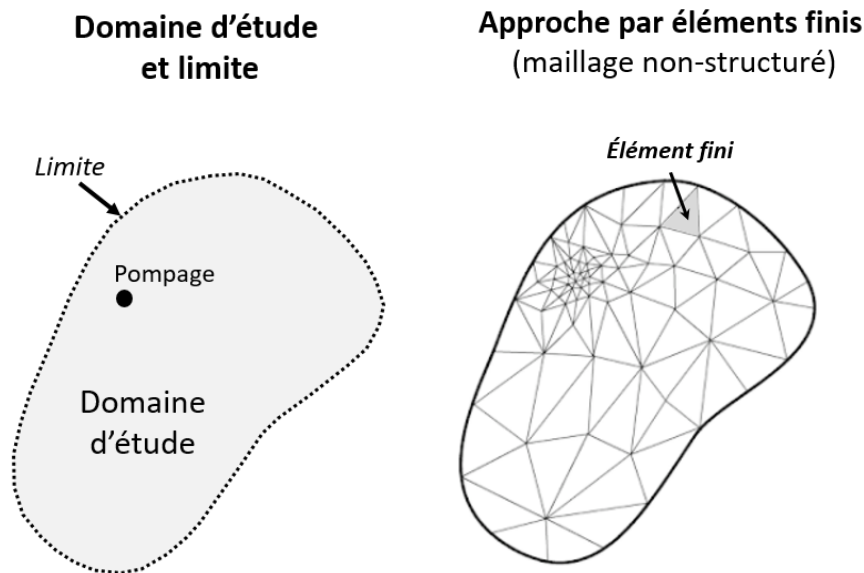 Domaine d'étude
et limite
Limite
Pompage
Domaine
d'étude
Approche par éléments finis
(maillage non-structuré)
Élément fini